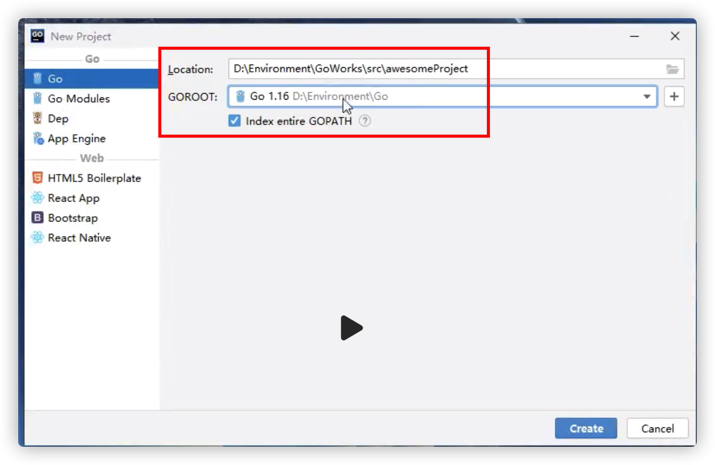 New Project
Go
Go
Go Modules
Dep
App Engine
Web
HTML5 Boilerplate
React App
Bootstrap
React Native
Location: D:\Environment\GoWorks\src\awesomeProject
GOROOT: Go 1.16 D:\Environment\Go
Index entire GOPATH ?
Create Cancel